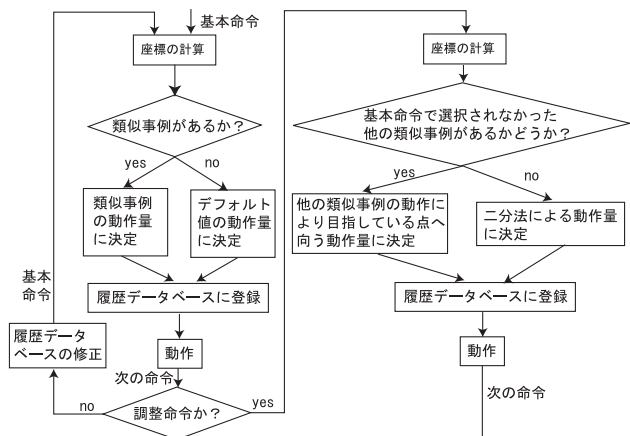 基本命令
座標の計算
類似事例があるか？
yes
no
類似事例
の動作量
に決定
デフォルト
値の動作量
に決定
履歴データベースに登録
動作
次の命令
調整命令か？
no
yes
履歴データ
ベースの修正
基本
命令
座標の計算
基本命令で選択されなかった
他の類似事例があるかどうか？
yes
no
他の類似事例の動作に
より目指している点へ
向う動作量に決定
二分法による動作量
に決定
履歴データベースに登録
動作
次の命令